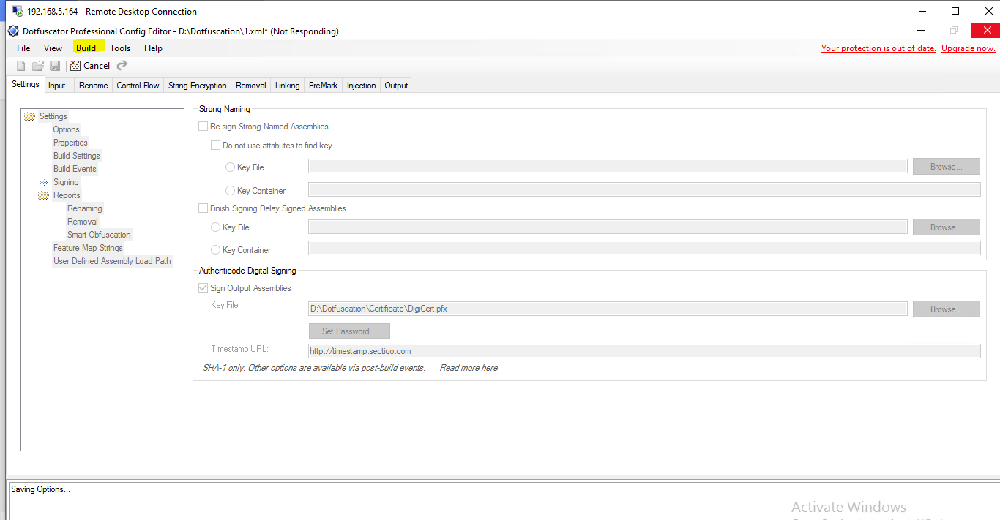 192.168.5.164 - Remote Desktop Connection
Dotfuscator Professional Config Editor - D:\Dotfuscation\1.xml* (Not Responding)
File View Build Tools Help Your protection is out of date. Upgrade now.
Cancel
Settings Input Rename Control Flow String Encryption Removal Linking PreMark Injection Output
Settings
Options
Properties
Build Settings
Build Events
Signing
Reports
Renaming
Removal
Smart Obfuscation
Feature Map Strings
User Defined Assembly Load Path
Strong Naming
Re-sign Strong Named Assemblies
Do not use attributes to find key
Key File Browse...
Key Container
Finish Signing Delay Signed Assemblies
Key File Browse...
Key Container
Authenticode Digital Signing
Sign Output Assemblies
Key File: D:\Dotfuscation\Certificate\DigiCert.pfx Browse...
Set Password...
Timestamp URL: http://timestamp.sectigo.com
SHA-1 only. Other options are available via post-build events. Read more here
Saving Options...
Activate Windows